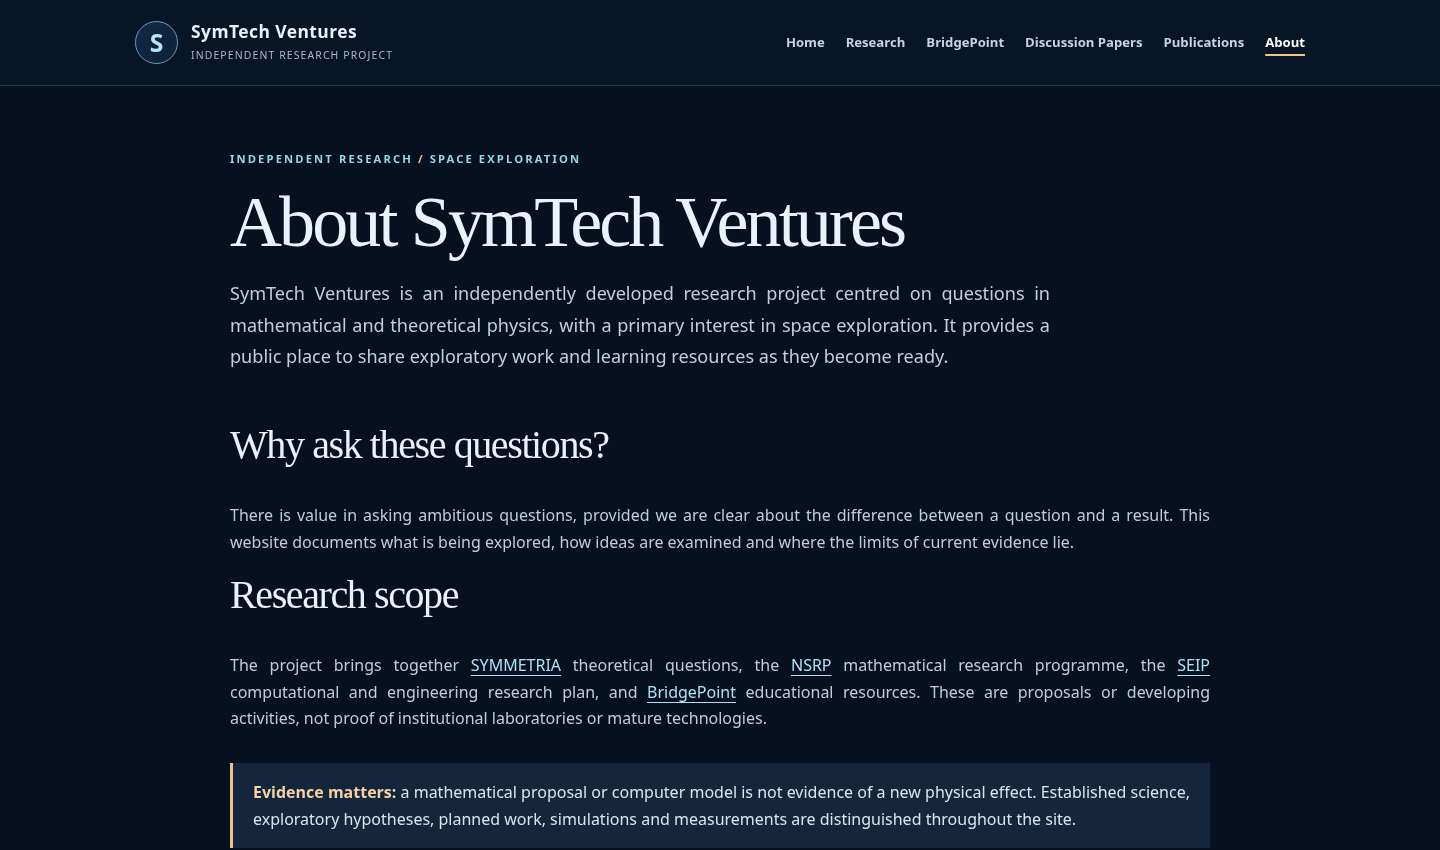 S
SymTech Ventures
INDEPENDENT RESEARCH PROJECT
Home Research BridgePoint Discussion Papers Publications About
INDEPENDENT RESEARCH / SPACE EXPLORATION
About SymTech Ventures
SymTech Ventures is an independently developed research project centred on questions in
mathematical and theoretical physics, with a primary interest in space exploration. It provides a
public place to share exploratory work and learning resources as they become ready.
Why ask these questions?
There is value in asking ambitious questions, provided we are clear about the difference between a question and a result. This
website documents what is being explored, how ideas are examined and where the limits of current evidence lie.
Research scope
The project brings together SYMMETRIA theoretical questions, the NSRP mathematical research programme, the SEIP
computational and engineering research plan, and BridgePoint educational resources. These are proposals or developing
activities, not proof of institutional laboratories or mature technologies.
Evidence matters: a mathematical proposal or computer model is not evidence of a new physical effect. Established science,
exploratory hypotheses, planned work, simulations and measurements are distinguished throughout the site.